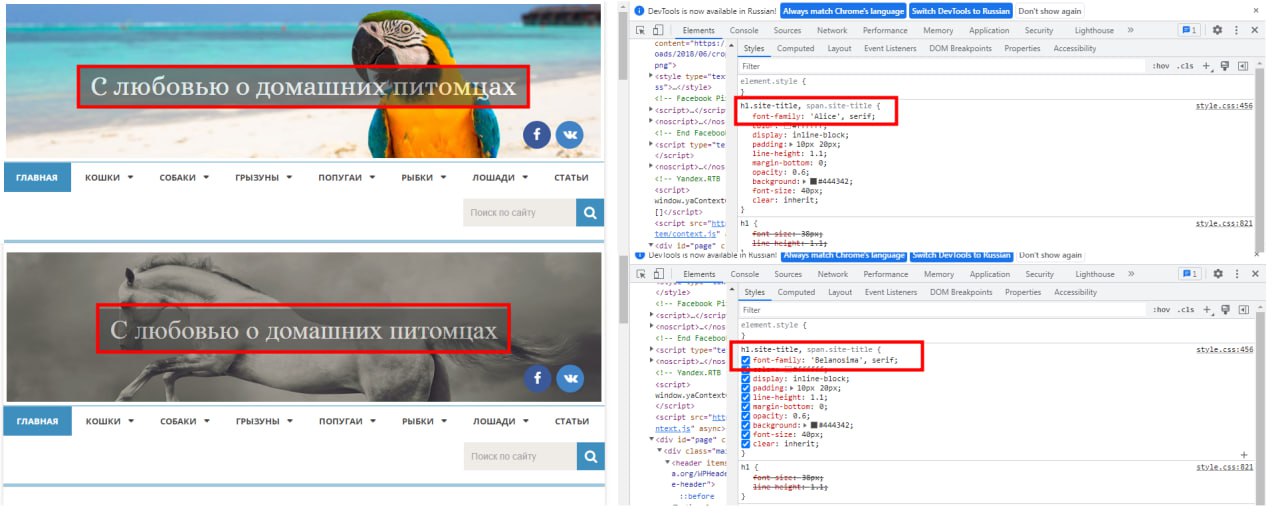 С любовью о домашних питомцах
ГЛАВНАЯ КОШКИ СОБАКИ ГРЫЗУНЫ ПОПУГАИ РЫБКИ ЛОШАДИ СТАТЬИ
Поиск по сайту
С любовью о домашних питомцах
ГЛАВНАЯ КОШКИ СОБАКИ ГРЫЗУНЫ ПОПУГАИ РЫБКИ ЛОШАДИ СТАТЬИ
Поиск по сайту
DevTools is now available in Russian! Always match Chrome's language Switch DevTools to Russian Don't show again
Elements Console Sources Network Performance Memory Application Security Lighthouse » 1
content="https:/
oads/2018/06/crop
png">
<style type="tex
ss">…</style>
<!-- Facebook Pi
<script>…</scrip
<noscript>…</nos
<!-- End Facebook
<script type="te
</script>
<noscript>…</nos
<!-- Yandex.RTB
<script>
window.yaContext
[]</script>
<script src="htt
tem/context.js"
<div id="page" c
Styles Computed Layout Event Listeners DOM Breakpoints Properties Accessibility
Filter :hov .cls +
element.style {
}
h1.site-title, span.site-title { style.css:456
font-family: 'Alice', serif;
display: inline-block;
padding: 10px 20px;
line-height: 1.1;
margin-bottom: 0;
opacity: 0.6;
background: #444342;
font-size: 40px;
clear: inherit;
}
h1 { style.css:821
font-size: 38px;
line-height: 1.1;
DevTools is now available in Russian! Always match Chrome's language Switch DevTools to Russian Don't show again
Elements Console Sources Network Performance Memory Application Security Lighthouse » 1
</style>
<!-- Facebook Pi
<noscript>…</nos
<!-- End Facebook
<script type="te
<noscript>…</nos
<!-- Yandex.RTB
<script>
window.yaContext
</script>
<script src="htt
ntext.js" async>
<div id="page" c
<div class="mai
<header items
a.org/WPHeade
e-header">
::before
Styles Computed Layout Event Listeners DOM Breakpoints Properties Accessibility
Filter :hov .cls +
element.style {
}
h1.site-title, span.site-title { style.css:456
font-family: 'Belanosima', serif;
display: inline-block;
padding: 10px 20px;
line-height: 1.1;
margin-bottom: 0;
opacity: 0.6;
background: #444342;
font-size: 40px;
clear: inherit;
}
h1 { style.css:821
font-size: 38px;
line-height: 1.1;
}